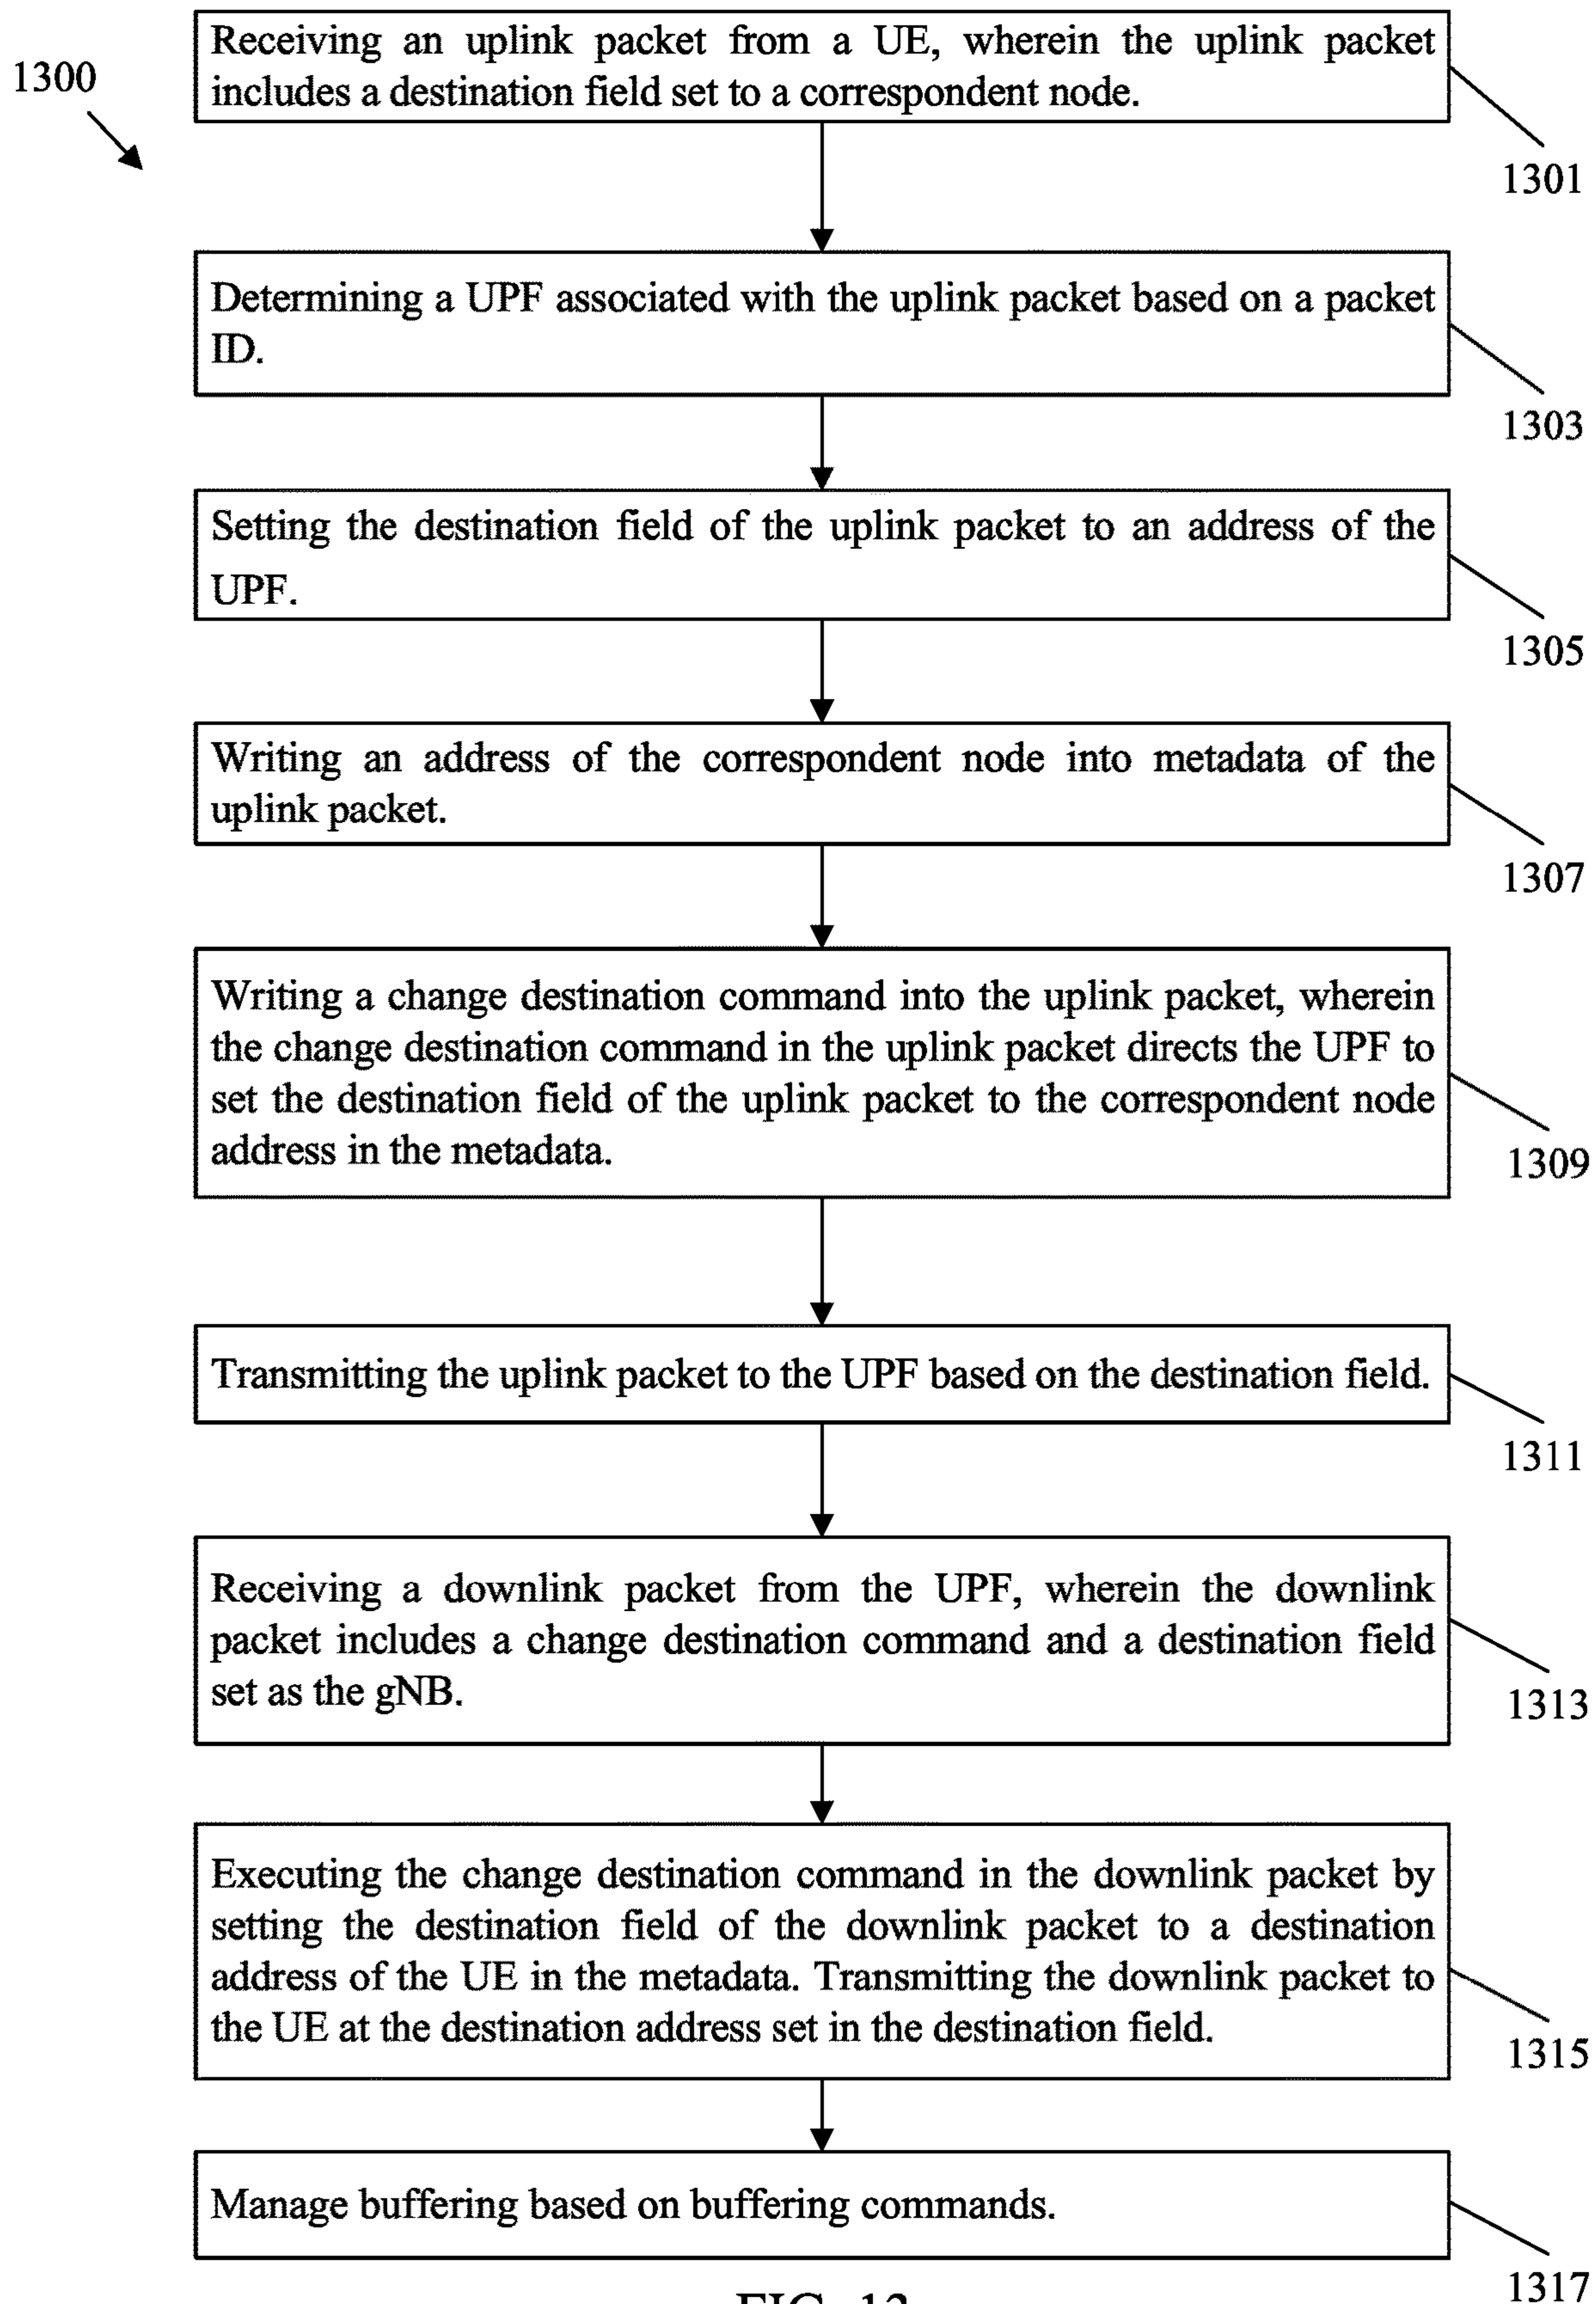 1300
Receiving an uplink packet from a UE, wherein the uplink packet
includes a destination field set to a correspondent node.
1301
Determining a UPF associated with the uplink packet based on a packet
ID.
1303
Setting the destination field of the uplink packet to an address of the
UPF.
1305
Writing an address of the correspondent node into metadata of the
uplink packet.
1307
Writing a change destination command into the uplink packet, wherein
the change destination command in the uplink packet directs the UPF to
set the destination field of the uplink packet to the correspondent node
address in the metadata.
1309
Transmitting the uplink packet to the UPF based on the destination field.
1311
Receiving a downlink packet from the UPF, wherein the downlink
packet includes a change destination command and a destination field
set as the gNB.
1313
Executing the change destination command in the downlink packet by
setting the destination field of the downlink packet to a destination
address of the UE in the metadata. Transmitting the downlink packet to
the UE at the destination address set in the destination field.
1315
Manage buffering based on buffering commands.
1317